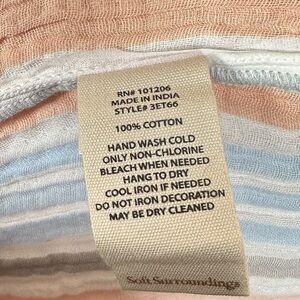 RN# 101206
MADE IN INDIA
STYLE# 3ET66
100% COTTON
HAND WASH COLD
ONLY NON-CHLORINE
BLEACH WHEN NEEDED
HANG TO DRY
COOL IRON IF NEEDED
DO NOT IRON DECORATION
MAY BE DRY CLEANED
Soft Surroundings